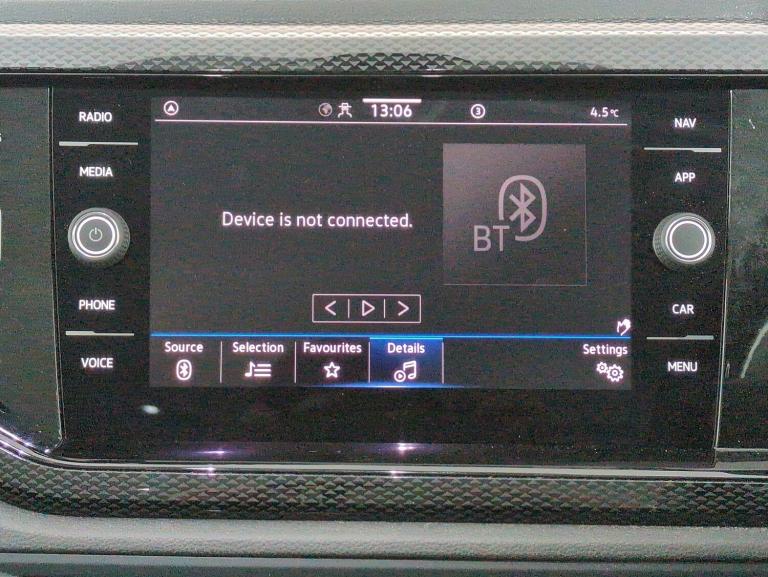 RADIO
MEDIA
PHONE
VOICE
13:06
3
4.5°C
Device is not connected.
BT
Source
Selection
Favourites
Details
Settings
NAV
APP
CAR
MENU